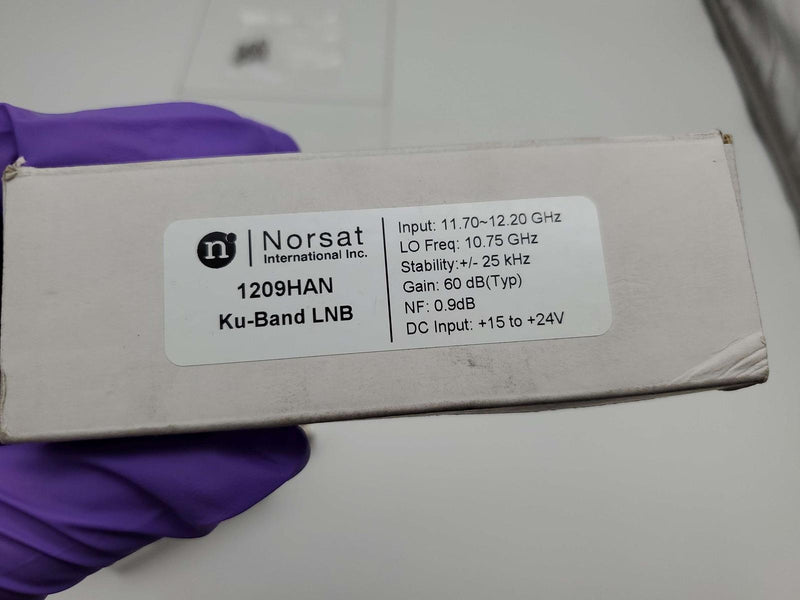 n
Norsat
International Inc.
1209HAN
Ku-Band LNB
Input: 11.70~12.20 GHz
LO Freq: 10.75 GHz
Stability:+/- 25 kHz
Gain: 60 dB(Typ)
NF: 0.9dB
DC Input: +15 to +24V